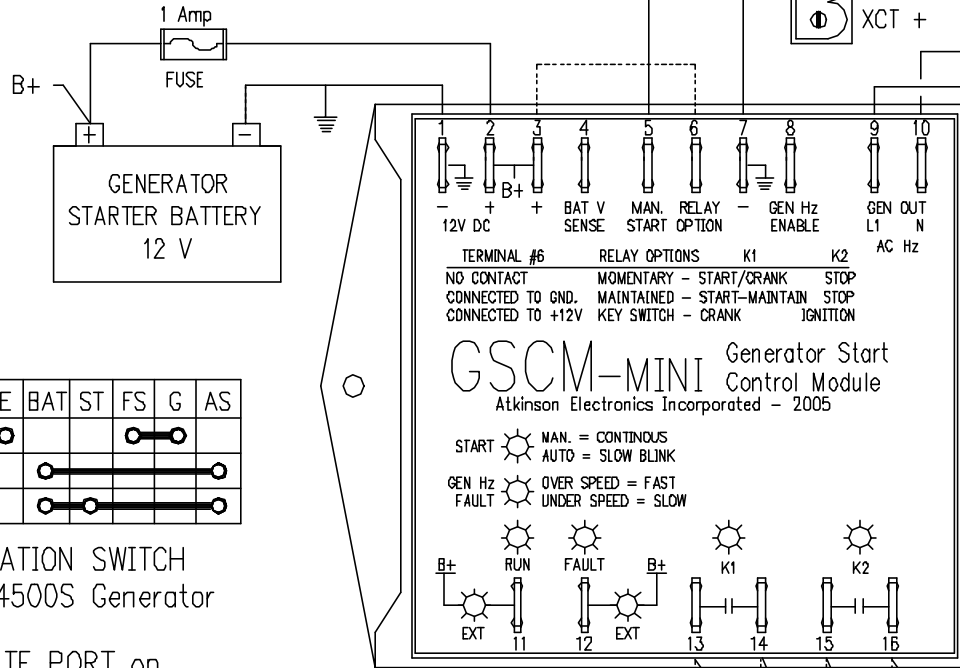 1 Amp
FUSE
XCT +
B+
+ −
GENERATOR
STARTER BATTERY
12 V
1 2 3 4 5 6 7 8 9 10
B+
− + + BAT V MAN. RELAY − GEN Hz GEN OUT
12V DC SENSE START OPTION ENABLE L1 N
AC Hz
TERMINAL #6 RELAY OPTIONS K1 K2
NO CONTACT MOMENTARY − START/CRANK STOP
CONNECTED TO GND. MAINTAINED − START−MAINTAIN STOP
CONNECTED TO +12V KEY SWITCH − CRANK IGNITION
GSCM−MINI Generator Start
Control Module
Atkinson Electronics Incorporated − 2005
START MAN. = CONTINOUS
AUTO = SLOW BLINK
GEN Hz OVER SPEED = FAST
FAULT UNDER SPEED = SLOW
RUN FAULT K1 K2
B+ B+
EXT EXT
11 12 13 14 15 16
E BAT ST FS G AS
ATION SWITCH
4500S Generator
TE PORT on